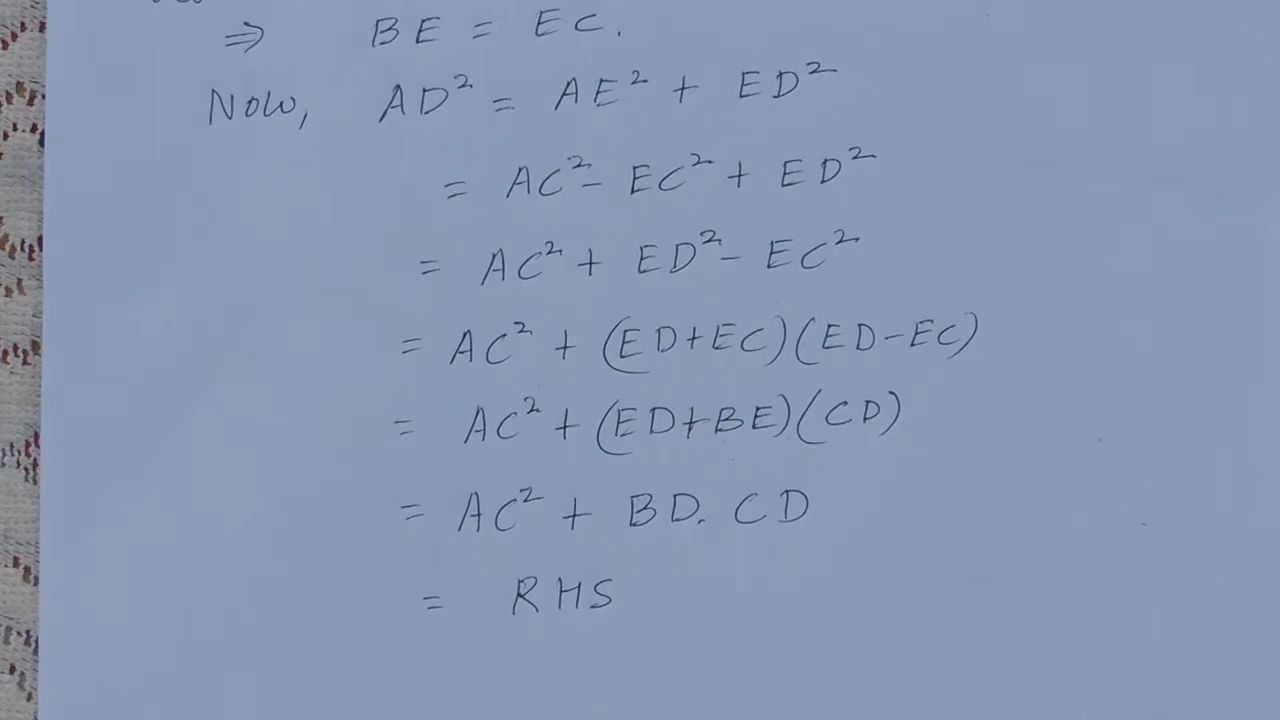 ⇒ BE = EC.
Now, AD² = AE² + ED²
= AC² - EC² + ED²
= AC² + ED² - EC²
= AC² + (ED+EC)(ED-EC)
= AC² + (ED+BE)(CD)
= AC² + BD. CD
= RHS